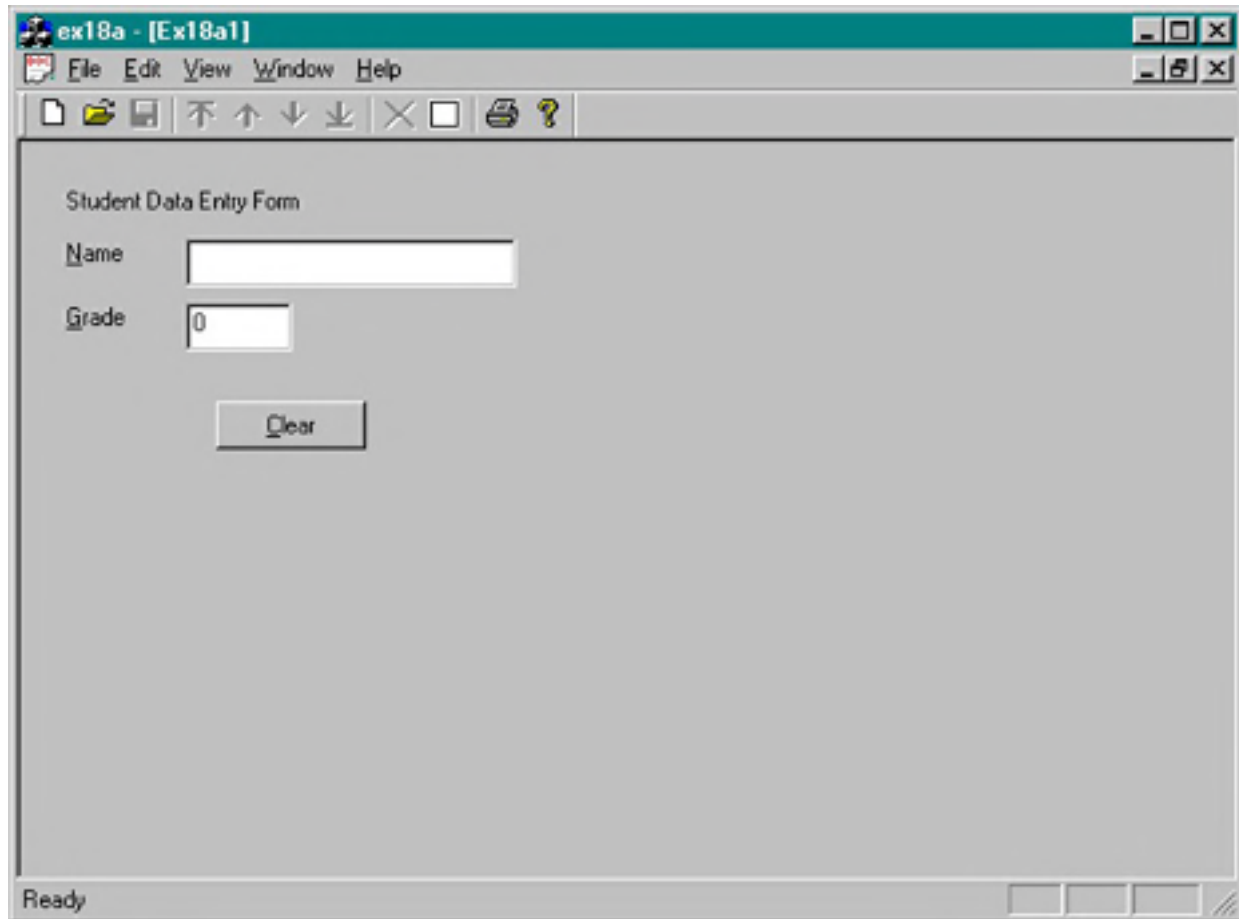 ex18a - [Ex18a1]
File Edit View Window Help
Student Data Entry Form
Name
Grade 0
Clear
Ready